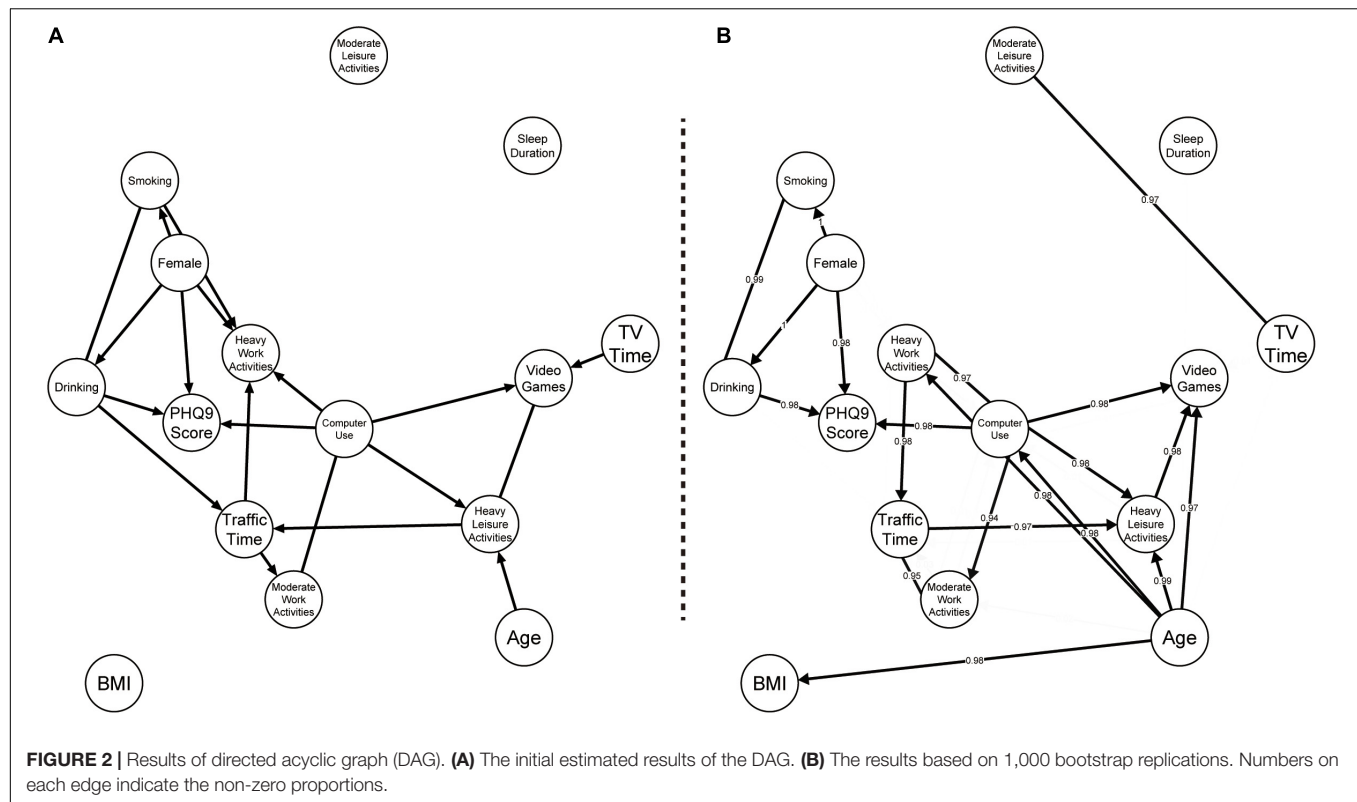 A
Moderate
Leisure
Activities
Sleep
Duration
Smoking
Female
Heavy
Work
Activities
TV
Time
Video
Games
Drinking
PHQ9
Score
Computer
Use
Traffic
Time
Heavy
Leisure
Activities
Moderate
Work
Activities
Age
BMI
B
Moderate
Leisure
Activities
Sleep
Duration
Smoking
0.97
1
Female
0.99
1
0.98
Heavy
Work
Activities
TV
Time
0.97
Video
Games
Drinking
0.98
PHQ9
Score
0.98
Computer
Use
0.98
0.98
0.98
0.98
0.98
0.97
Traffic
Time
0.97
Heavy
Leisure
Activities
0.94
0.98
0.95
Moderate
Work
Activities
0.99
Age
0.98
BMI
FIGURE 2 | Results of directed acyclic graph (DAG). (A) The initial estimated results of the DAG. (B) The results based on 1,000 bootstrap replications. Numbers on
each edge indicate the non-zero proportions.